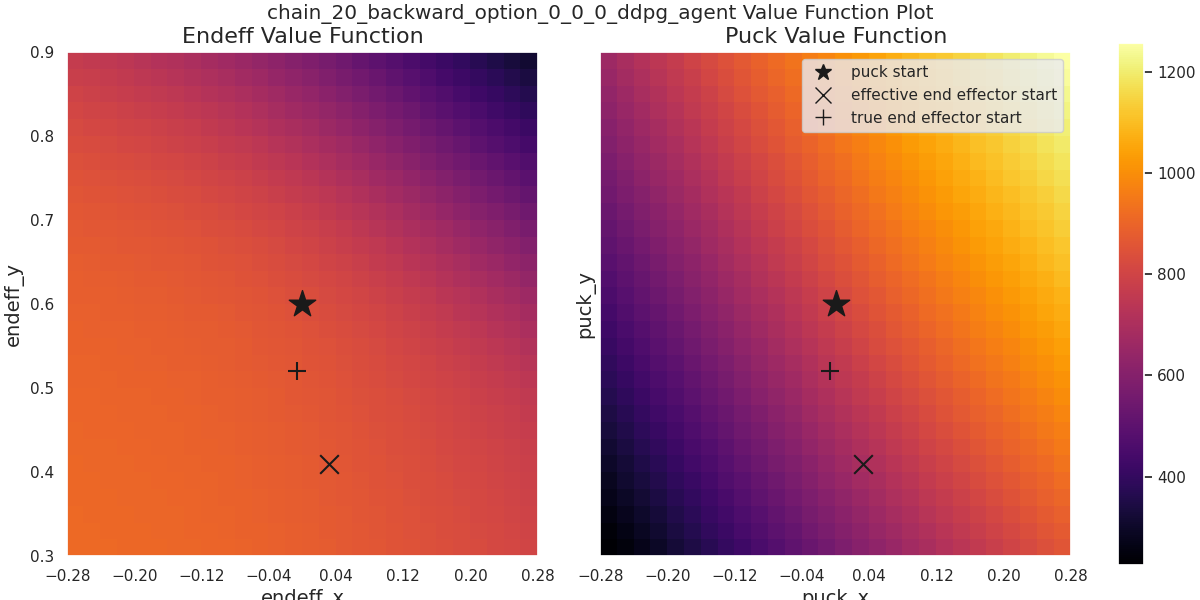 chain_20_backward_option_0_0_0_ddpg_agent Value Function Plot
Endeff Value Function
Puck Value Function
puck start
effective end effector start
true end effector start
endeff_y
0.9
0.8
0.7
0.6
0.5
0.4
0.3
−0.28 −0.20 −0.12 −0.04 0.04 0.12 0.20 0.28
endeff_x
puck_y
−0.28 −0.20 −0.12 −0.04 0.04 0.12 0.20 0.28
puck_x
1200
1000
800
600
400